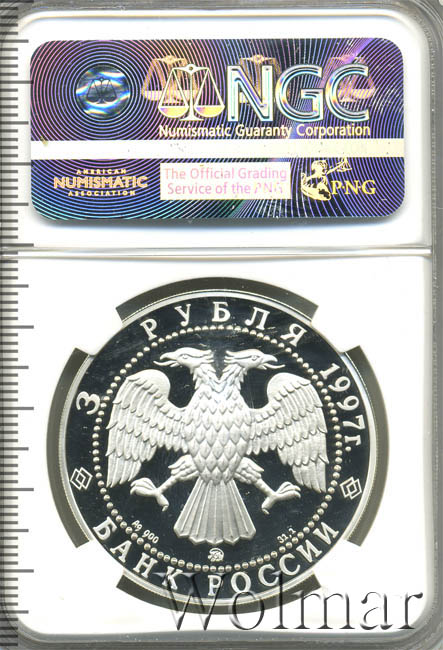 NGC
Numismatic Guaranty Corporation
AMERICAN
NUMISMATIC
ASSOCIATION
The Official Grading
Service of the PNG
PNG
3 РУБЛЯ 1997г.
Ag 900
31,1
БАНК РОССИИ
Wolmar